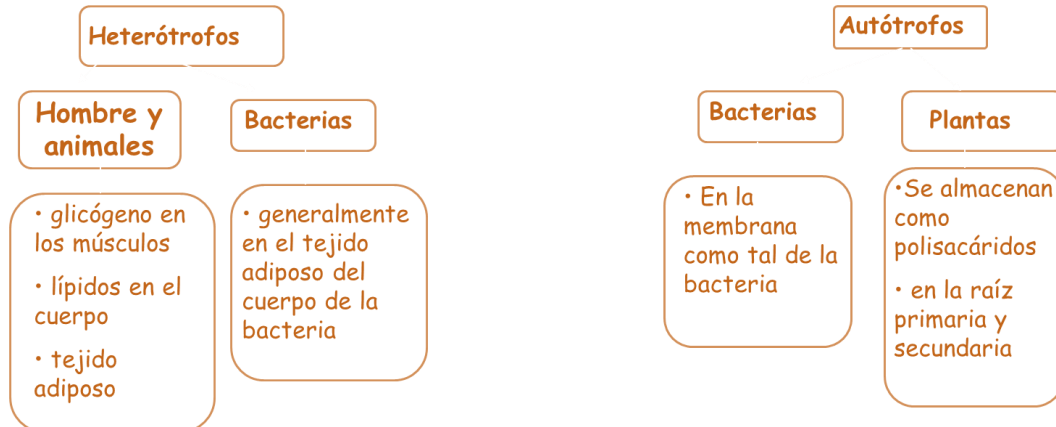 Heterótrofos
Hombre y
animales
• glicógeno en
los músculos
• lípidos en el
cuerpo
• tejido
adiposo
Bacterias
• generalmente
en el tejido
adiposo del
cuerpo de la
bacteria
Autótrofos
Bacterias
• En la
membrana
como tal de la
bacteria
Plantas
•Se almacenan
como
polisacáridos
• en la raíz
primaria y
secundaria